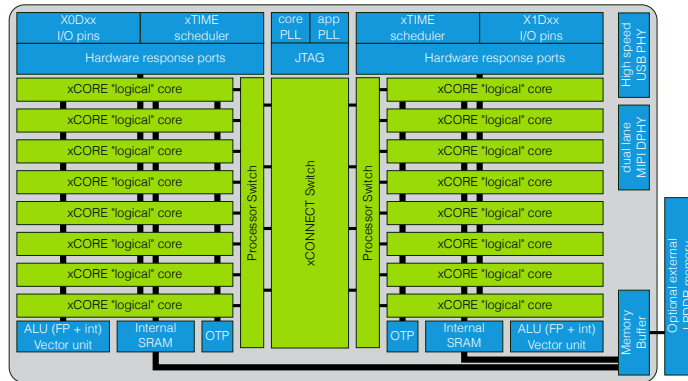 X0Dxx
I/O pins
xTIME
scheduler
core
PLL
app
PLL
xTIME
scheduler
X1Dxx
I/O pins
Hardware response ports
JTAG
Hardware response ports
High speed
USB PHY
dual lane
MIPI DPHY
xCORE "logical" core
xCORE "logical" core
xCORE "logical" core
xCORE "logical" core
xCORE "logical" core
xCORE "logical" core
xCORE "logical" core
xCORE "logical" core
Processor Switch
xCONNECT Switch
Processor Switch
xCORE "logical" core
xCORE "logical" core
xCORE "logical" core
xCORE "logical" core
xCORE "logical" core
xCORE "logical" core
xCORE "logical" core
xCORE "logical" core
ALU (FP + int)
Vector unit
Internal
SRAM
OTP
OTP
Internal
SRAM
ALU (FP + int)
Vector unit
Memory
Buffer
Optional external
LPDDR memory